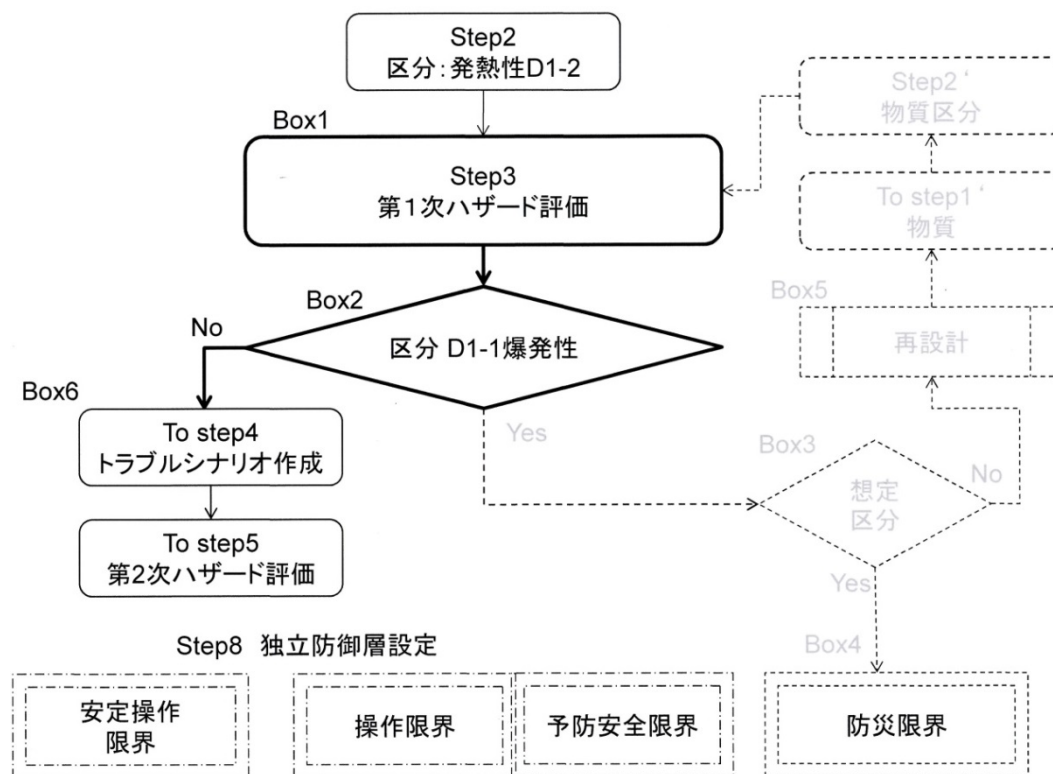 Step2
区分：発熱性D1-2
Step2‘
物質区分
Box1
Step3
第１次ハザード評価
To step1‘
物質
Box2
Box5
No
区分 D1-1爆発性
再設計
Box6
To step4
トラブルシナリオ作成
Yes
Box3
No
想定
区分
To step5
第2次ハザード評価
Yes
Step8 独立防御層設定
Box4
安定操作
限界
操作限界
予防安全限界
防災限界